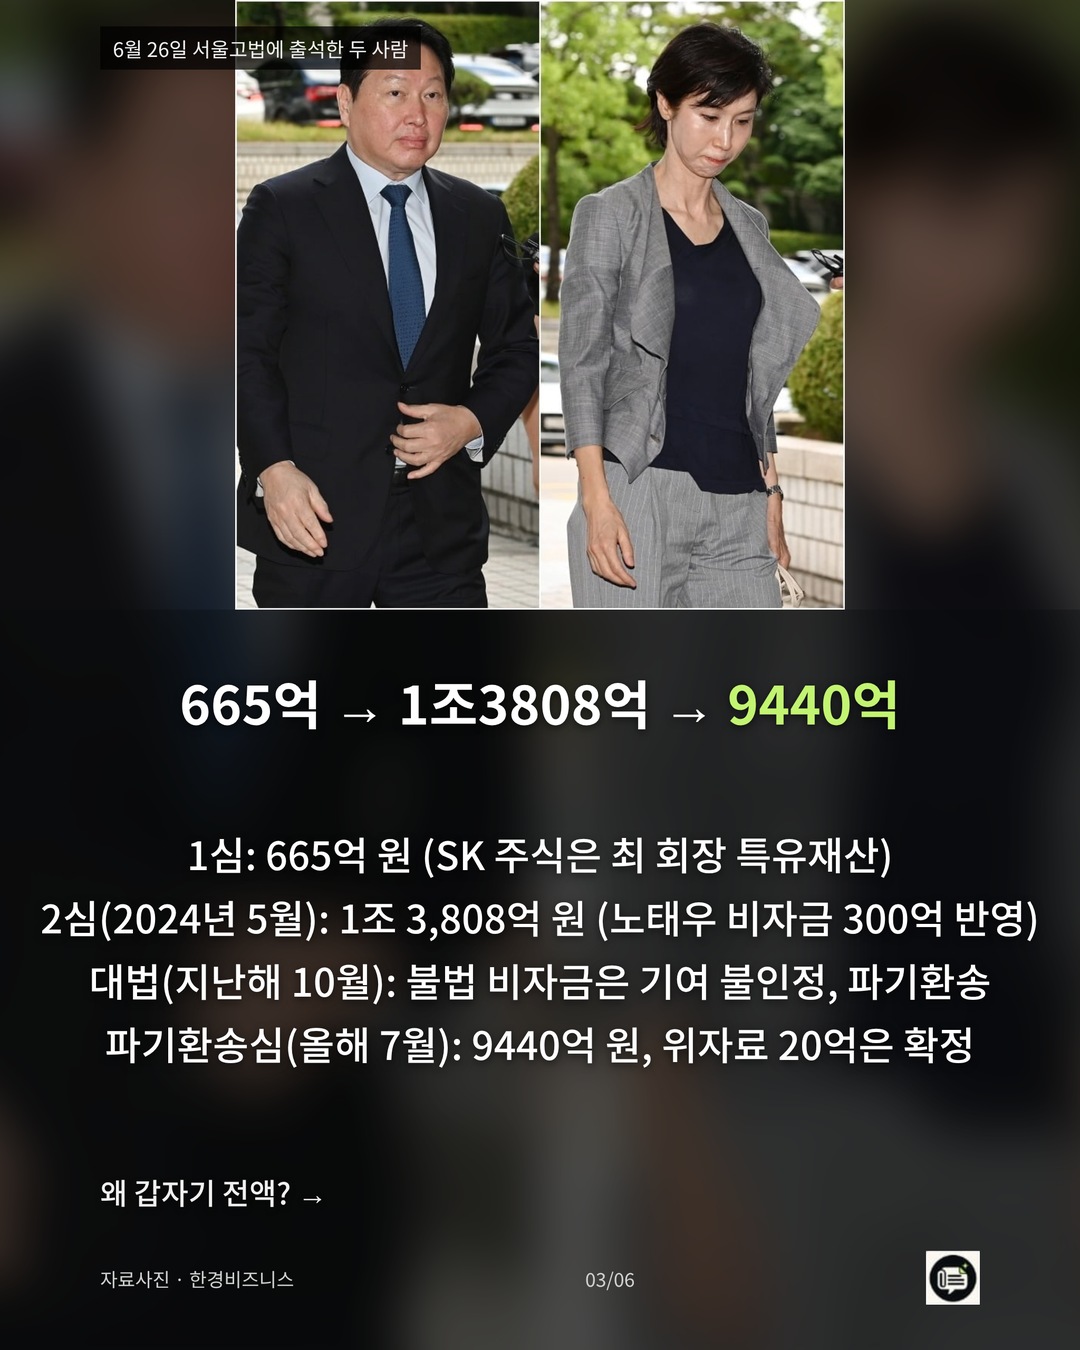 6월 26일 서울고법에 출석한 두 사람
665억 → 1조3808억 → 9440억
1심: 665억 원 (SK 주식은 최 회장 특유재산)
2심(2024년 5월): 1조 3,808억 원 (노태우 비자금 300억 반영)
대법(지난해 10월): 불법 비자금은 기여 불인정, 파기환송
파기환송심(올해 7월): 9440억 원, 위자료 20억은 확정
왜 갑자기 전액? →
자료사진 · 한경비즈니스
03/06